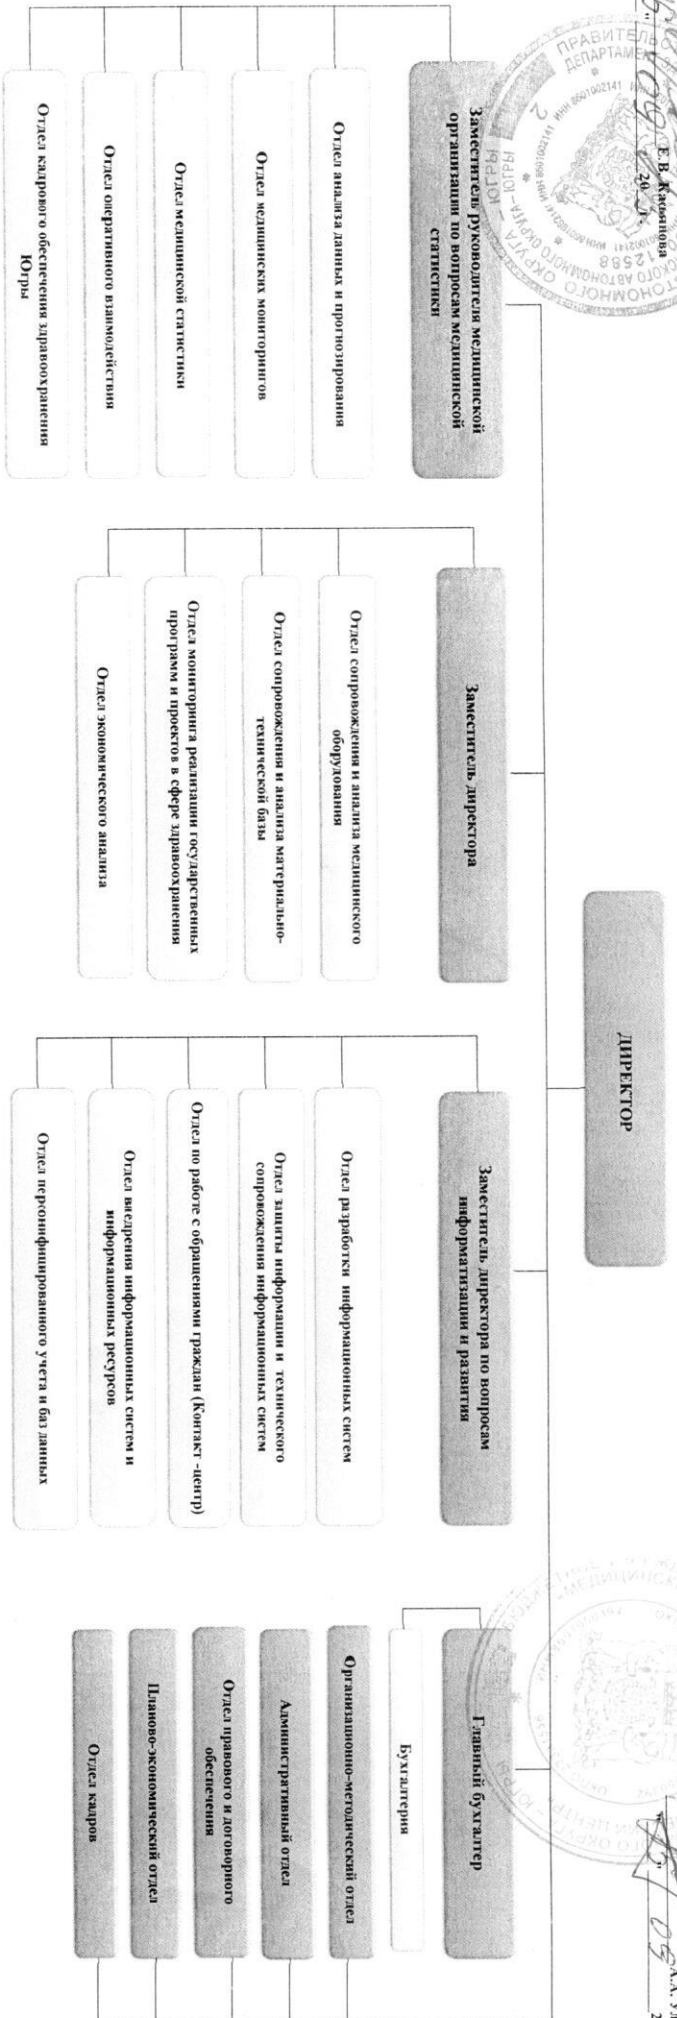 Е.В. Касьянова
20
А.А. Ул
ПРАВИТЕЛЬ
ДЕПАРТАМЕ
ДИРЕКТОР
Заместитель руководителя медицинской
организации по вопросам медицинской
статистики
Отдел анализа данных и прогнозирования
Отдел медицинских мониторингов
Отдел медицинской статистики
Отдел оперативного взаимодействия
Отдел кадрового обеспечения здравоохранения
Югры
Заместитель директора
Отдел сопровождения и анализа медицинского
оборудования
Отдел сопровождения и анализа материально-
технической базы
Отдел мониторинга реализации государственных
программ и проектов в сфере здравоохранения
Отдел экономического анализа
Заместитель директора по вопросам
информатизации и развития
Отдел разработки информационных систем
Отдел защиты информации и технического
сопровождения информационных систем
Отдел по работе с обращениями граждан (Контакт -центр)
Отдел внедрения информационных систем и
информационных ресурсов
Отдел персонифицированного учета и баз данных
Главный бухгалтер
Бухгалтерия
Организационно-методический отдел
Административный отдел
Отдел правового и договорного
обеспечения
Планово-экономический отдел
Отдел кадров